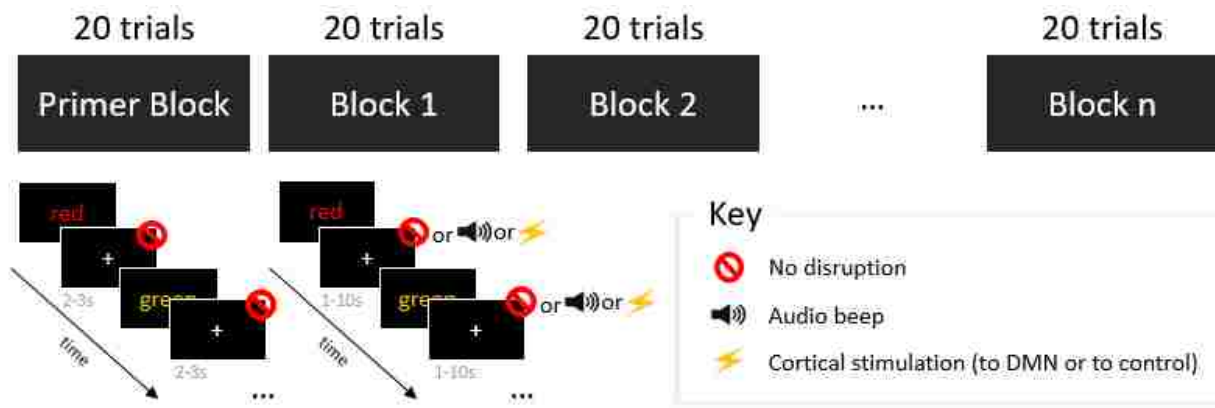 20 trials 20 trials 20 trials 20 trials
Primer Block Block 1 Block 2 ... Block n
red red
+ or or +
2-3s green 1-10s green or or
+ +
time 2-3s time 1-10s
... ...
Key
No disruption
Audio beep
Cortical stimulation (to DMN or to control)